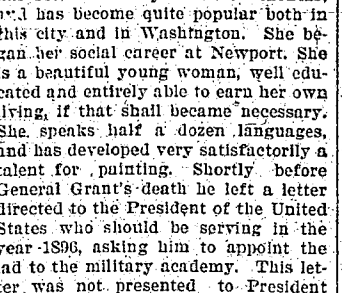 has become quite popular both in
this city and in Washington. She be-
gan her social career at Newport. She
is a beautiful young woman, well edu-
cated and entirely able to earn her own
living, if that shall become necessary.
She speaks half a dozen languages,
and has developed very satisfactorily a
talent for painting. Shortly before
General Grant's death he left a letter
directed to the President of the United
States who should be serving in the
year 1896, asking him to appoint the
lad to the military academy. This let-
ter was not presented to President